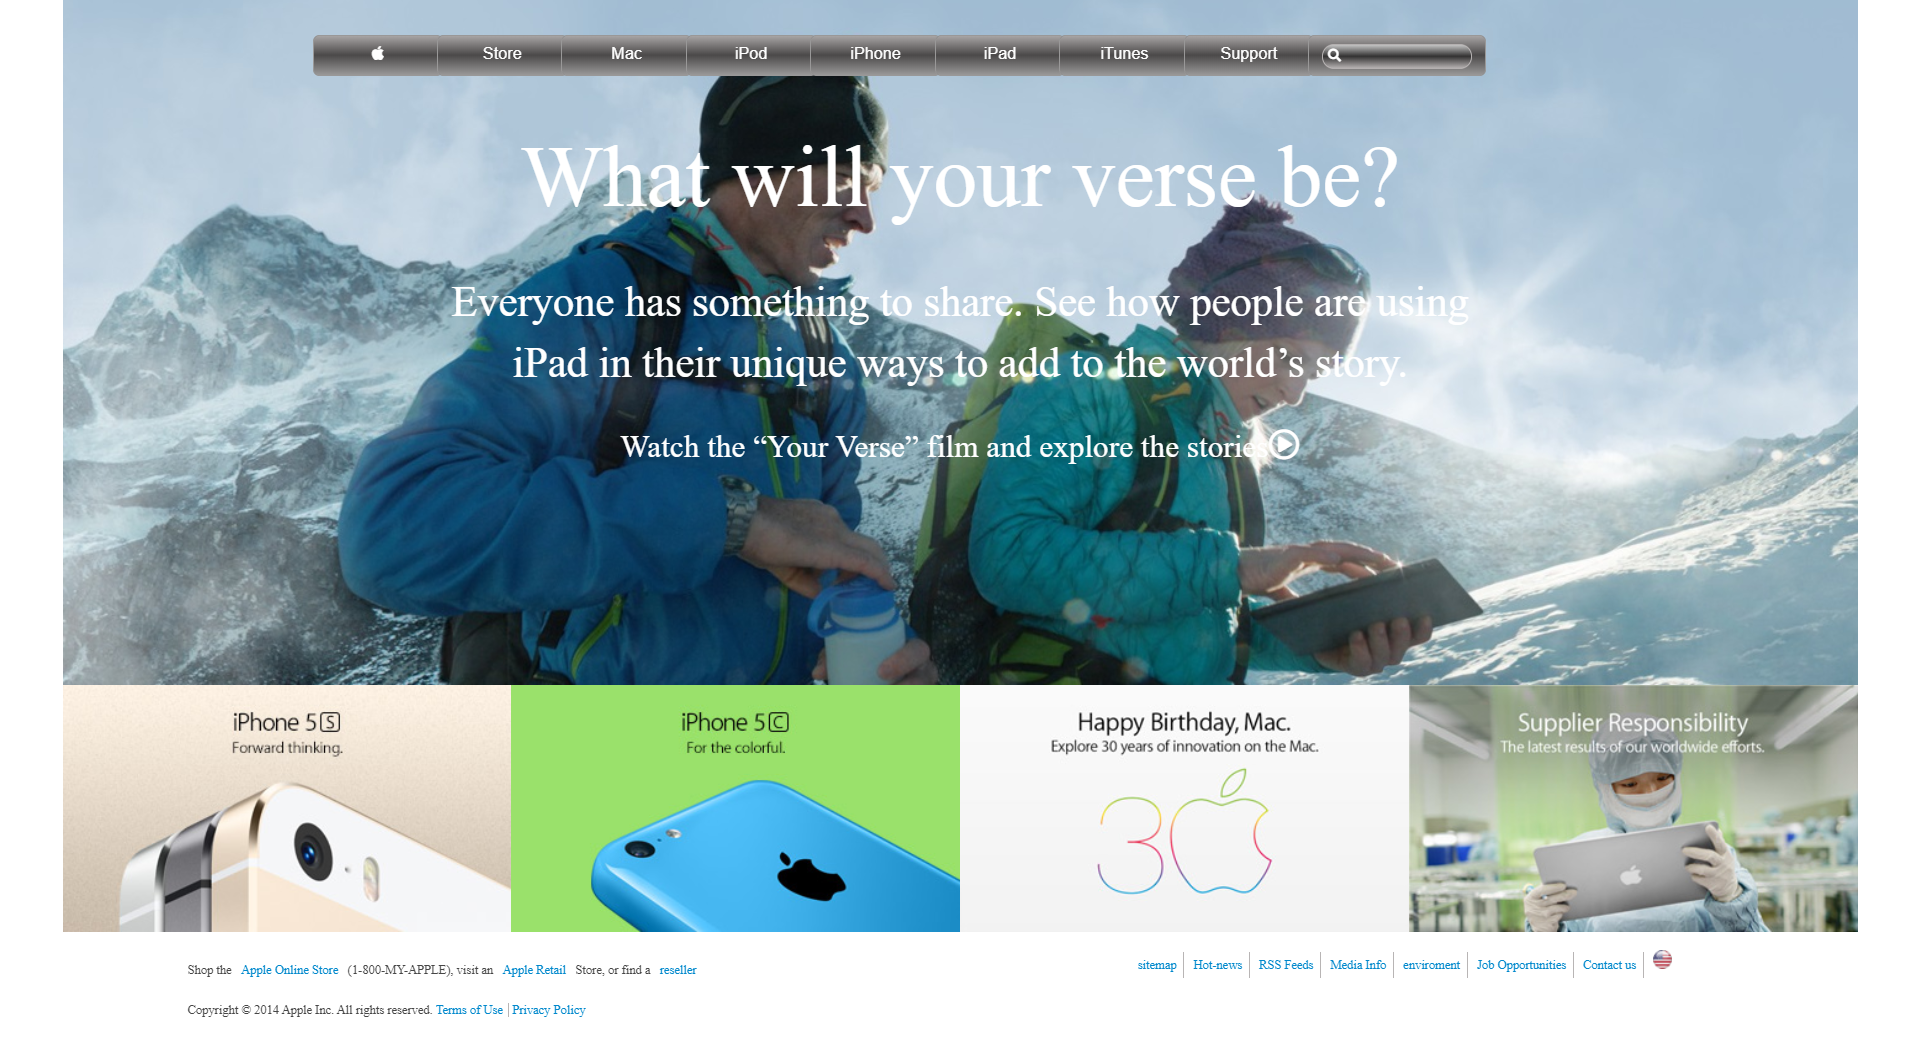 Store Mac iPod iPhone iPad iTunes Support
What will your verse be?
Everyone has something to share. See how people are using
iPad in their unique ways to add to the world’s story.
Watch the “Your Verse” film and explore the stories
iPhone 5S
Forward thinking.
iPhone 5C
For the colorful.
Happy Birthday, Mac.
Explore 30 years of innovation on the Mac.
30
Supplier Responsibility
The latest results of our worldwide efforts.
Shop the Apple Online Store (1-800-MY-APPLE), visit an Apple Retail Store, or find a reseller
sitemap Hot-news RSS Feeds Media Info enviroment Job Opportunities Contact us
Copyright © 2014 Apple Inc. All rights reserved. Terms of Use Privacy Policy